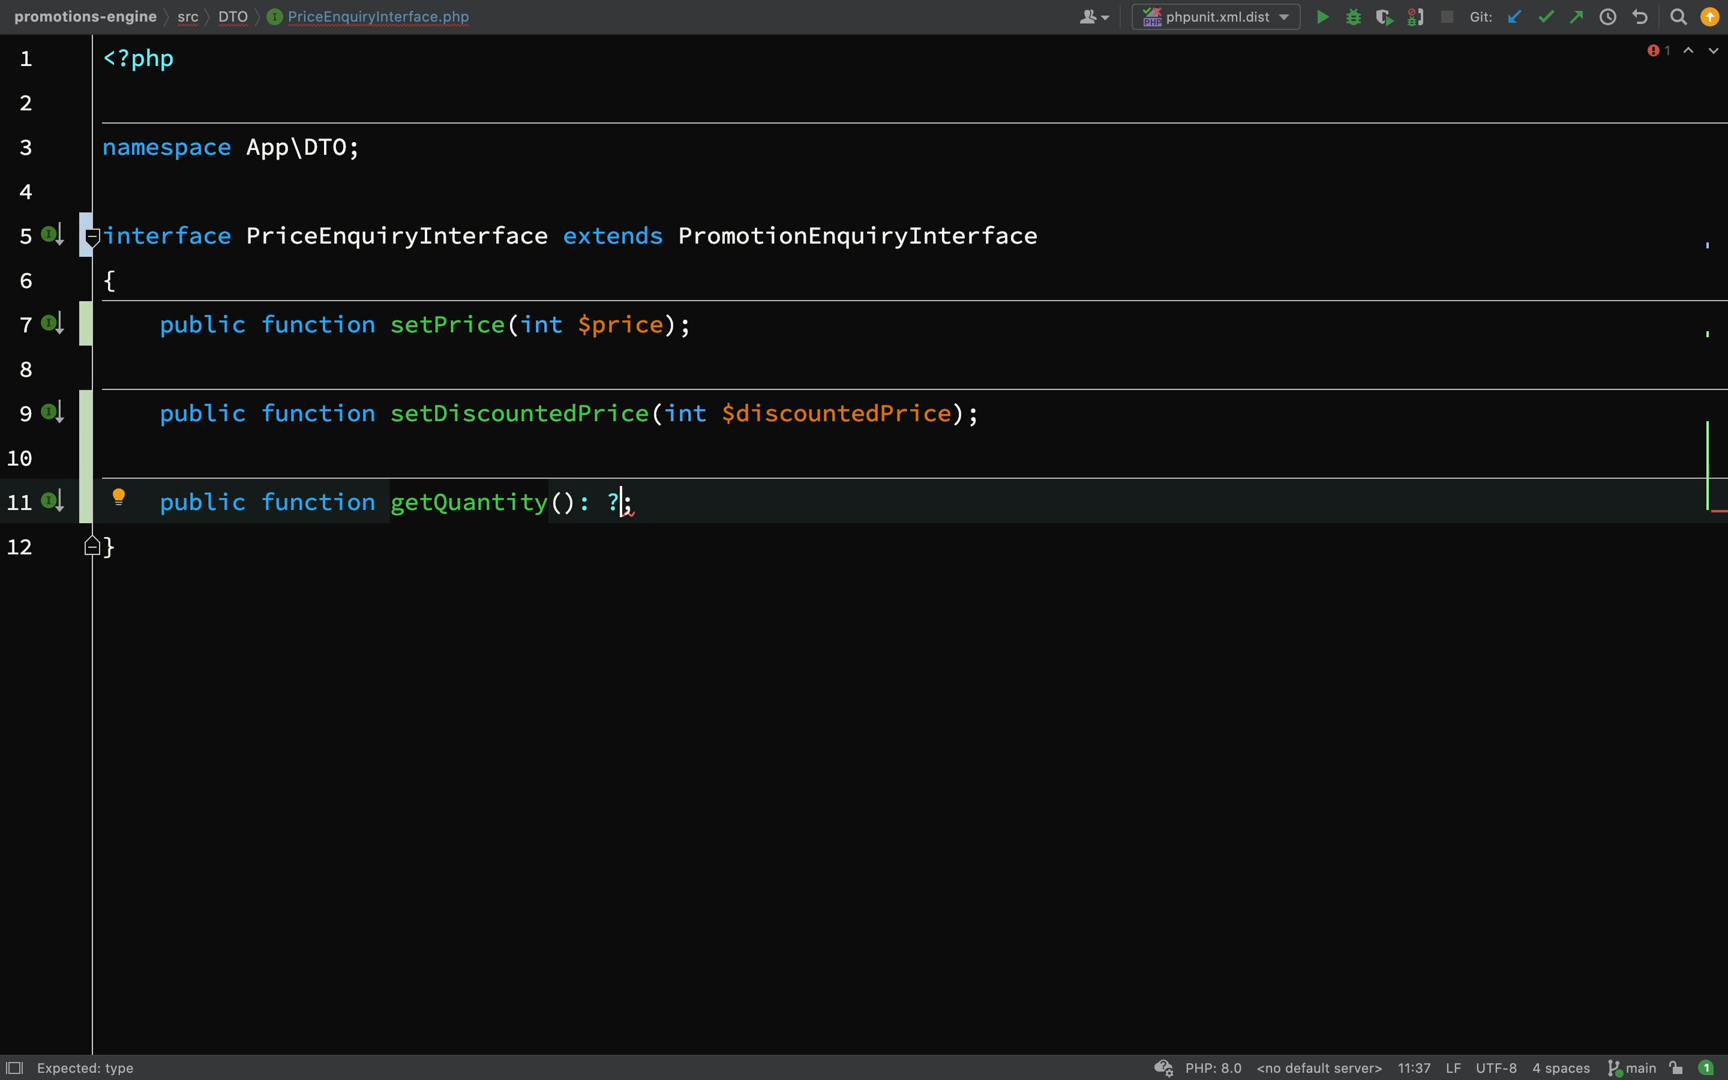 promotions-engine src DTO PriceEnquiryInterface.php phpunit.xml.dist Git:
1 <?php
1
2
3 namespace App\DTO;
4
5 interface PriceEnquiryInterface extends PromotionEnquiryInterface
6 {
7 public function setPrice(int $price);
8
9 public function setDiscountedPrice(int $discountedPrice);
10
11 public function getQuantity(): ?;
12 }
Expected: type PHP: 8.0 <no default server> 11:37 LF UTF-8 4 spaces main 1